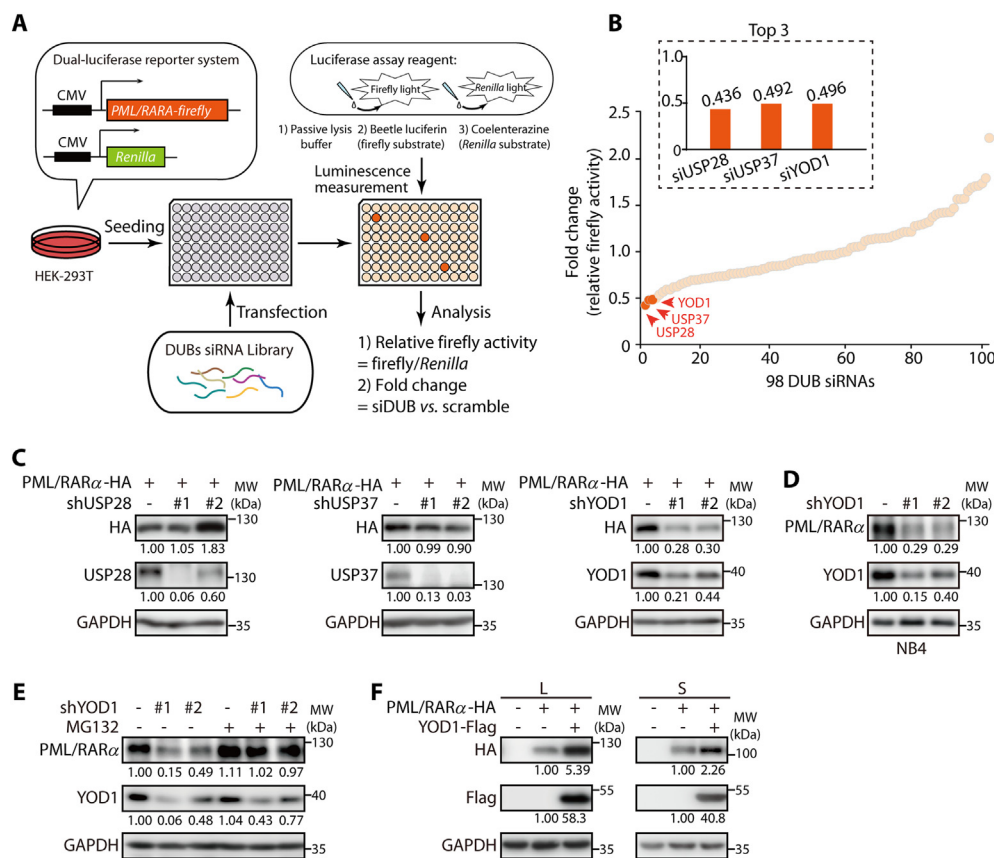 A
Dual-luciferase reporter system
CMV
PML/RARA-firefly
CMV
Renilla
HEK-293T
Seeding
Transfection
DUBs siRNA Library
Luciferase assay reagent:
Firefly light
Renilla light
1) Passive lysis buffer
2) Beetle luciferin (firefly substrate)
3) Coelenterazine (Renilla substrate)
Luminescence measurement
Analysis
1) Relative firefly activity
= firefly/Renilla
2) Fold change
= siDUB vs. scramble
B
Top 3
1.0
0.5
0
0.436
0.492
0.496
siUSP28
siUSP37
siYOD1
Fold change
(relative firefly activity)
2.5
2.0
1.5
1.0
0.5
0
YOD1
USP37
USP28
0 20 40 60 80 100
98 DUB siRNAs
C
PML/RARα-HA + + + MW
shUSP28 - #1 #2 (kDa)
HA 130
1.00 1.05 1.83
USP28 130
1.00 0.06 0.60
GAPDH 35
PML/RARα-HA + + + MW
shUSP37 - #1 #2 (kDa)
HA 130
1.00 0.99 0.90
USP37 130
1.00 0.13 0.03
GAPDH 35
PML/RARα-HA + + + MW
shYOD1 - #1 #2 (kDa)
HA 130
1.00 0.28 0.30
YOD1 40
1.00 0.21 0.44
GAPDH 35
D
shYOD1 - #1 #2 MW (kDa)
PML/RARα 130
1.00 0.29 0.29
YOD1 40
1.00 0.15 0.40
GAPDH 35
NB4
E
shYOD1 - #1 #2 - #1 #2 MW
MG132 - - - + + + (kDa)
PML/RARα 130
1.00 0.15 0.49 1.11 1.02 0.97
YOD1 40
1.00 0.06 0.48 1.04 0.43 0.77
GAPDH 35
F
L S
PML/RARα-HA - + + MW - + + MW
YOD1-Flag - - + (kDa) - - + (kDa)
HA 130 100
1.00 5.39 1.00 2.26
Flag 55 55
1.00 58.3 1.00 40.8
GAPDH 35 35